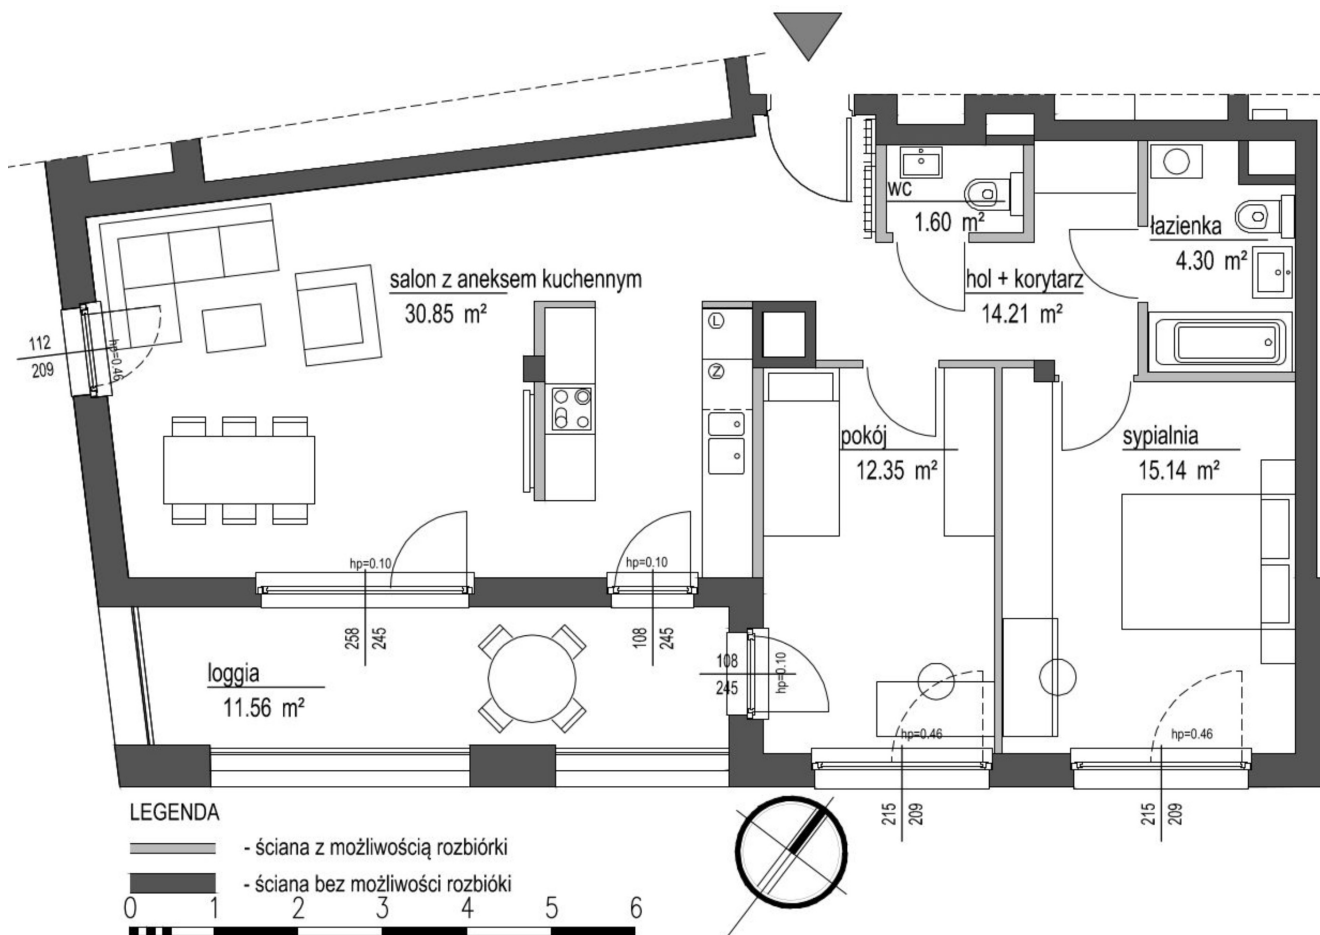 wc
1.60 m²
łazienka
4.30 m²
salon z aneksem kuchennym
30.85 m²
hol + korytarz
14.21 m²
L
Z
112
209
hp=0.46
pokój
12.35 m²
sypialnia
15.14 m²
hp=0.10
hp=0.10
258
245
108
245
108
245
hp=0.10
loggia
11.56 m²
hp=0.46
hp=0.46
215
209
215
209
LEGENDA
- ściana z możliwością rozbiórki
- ściana bez możliwości rozbióki
0 1 2 3 4 5 6